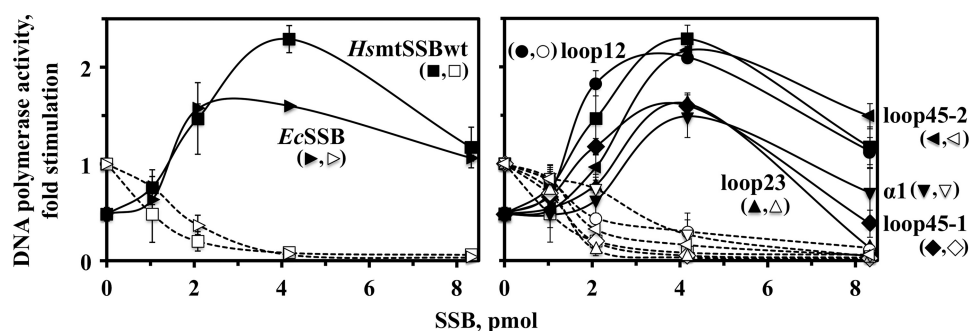 DNA polymerase activity,
fold stimulation
2
1
0
HsmtSSBwt
(■,□)
EcSSB
(►,▷)
0 2 4 6 8
(●,○) loop12
loop23
(▲,△)
loop45-2
(◄,◁)
α1 (▼,▽)
loop45-1
(◆,◇)
0 2 4 6 8
SSB, pmol